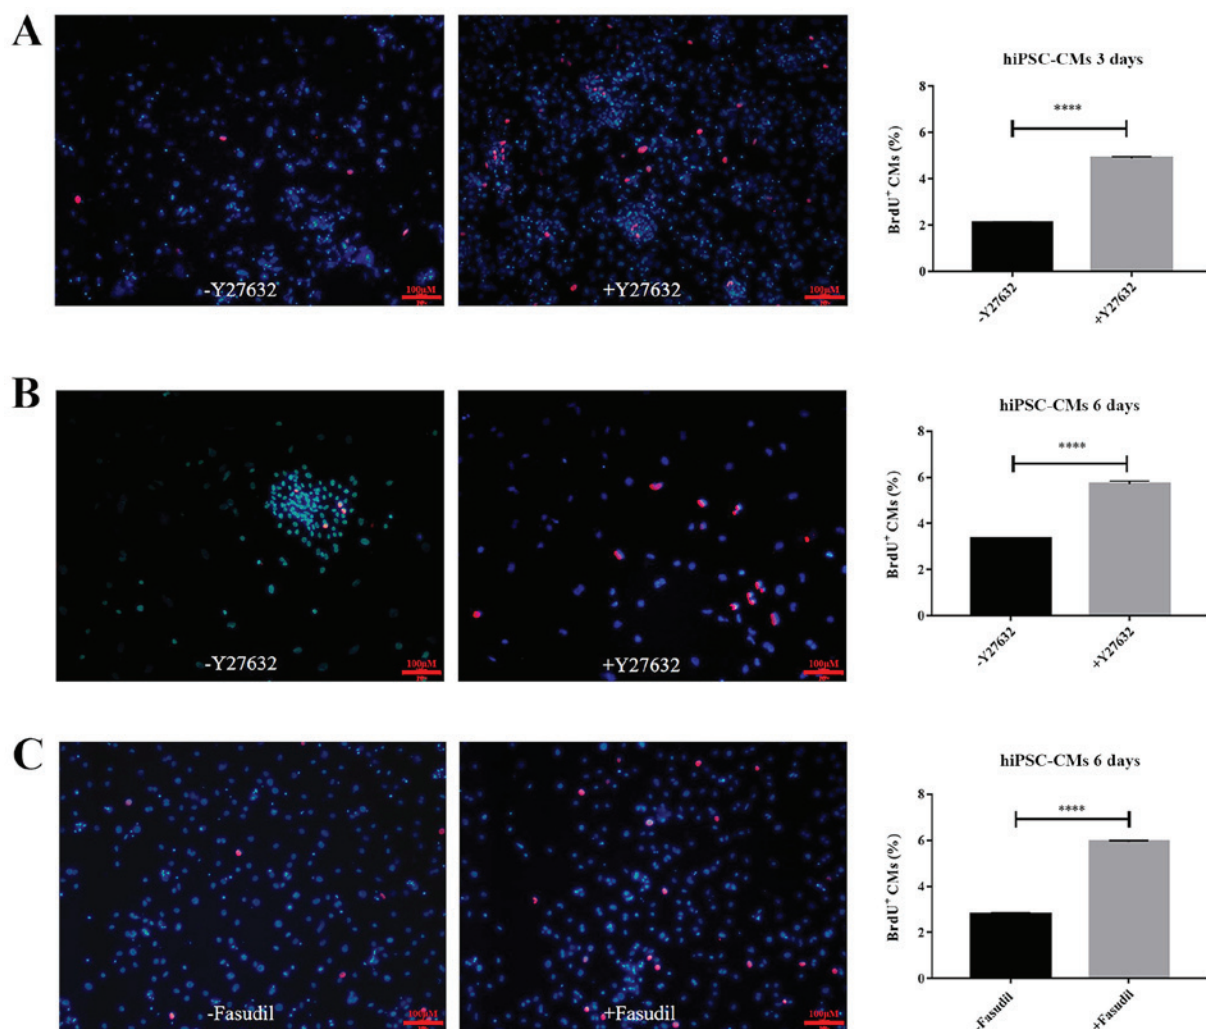 A
-Y27632
100μM
+Y27632
100μM
hiPSC-CMs 3 days
BrdU+ CMs (%)
8
6
4
2
0
****
-Y27632
+Y27632
B
-Y27632
100μM
+Y27632
100μM
hiPSC-CMs 6 days
BrdU+ CMs (%)
8
6
4
2
0
****
-Y27632
+Y27632
C
-Fasudil
100μM
+Fasudil
100μM
hiPSC-CMs 6 days
BrdU+ CMs (%)
8
6
4
2
0
****
-Fasudil
+Fasudil